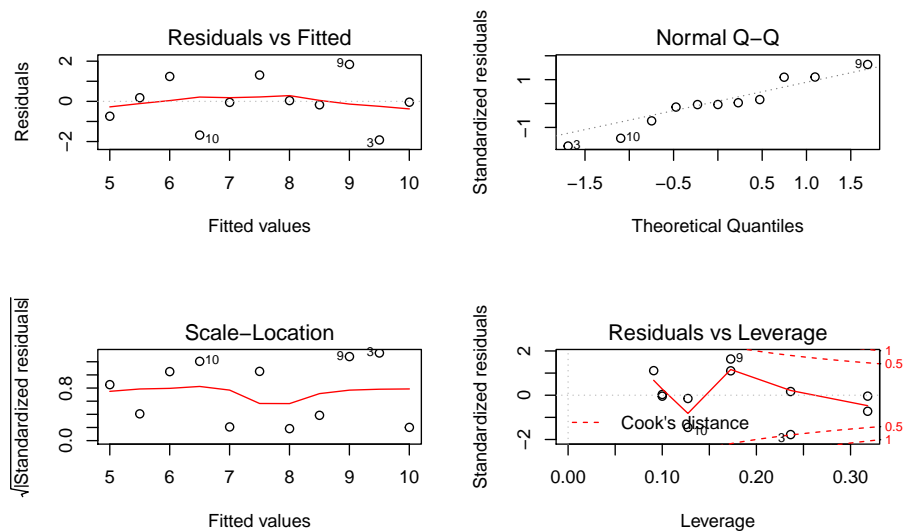 Residuals vs Fitted
Residuals
2
0
−2
9
10
3
5 6 7 8 9 10
Fitted values
Normal Q−Q
Standardized residuals
1
−1
9
10
3
−1.5 −0.5 0.5 1.5
Theoretical Quantiles
Scale−Location
√|Standardized residuals|
0.8
0.0
10
9
3
5 6 7 8 9 10
Fitted values
Residuals vs Leverage
Standardized residuals
2
0
−2
9
1
0.5
Cook's distance
10
3
0.5
1
0.00 0.10 0.20 0.30
Leverage